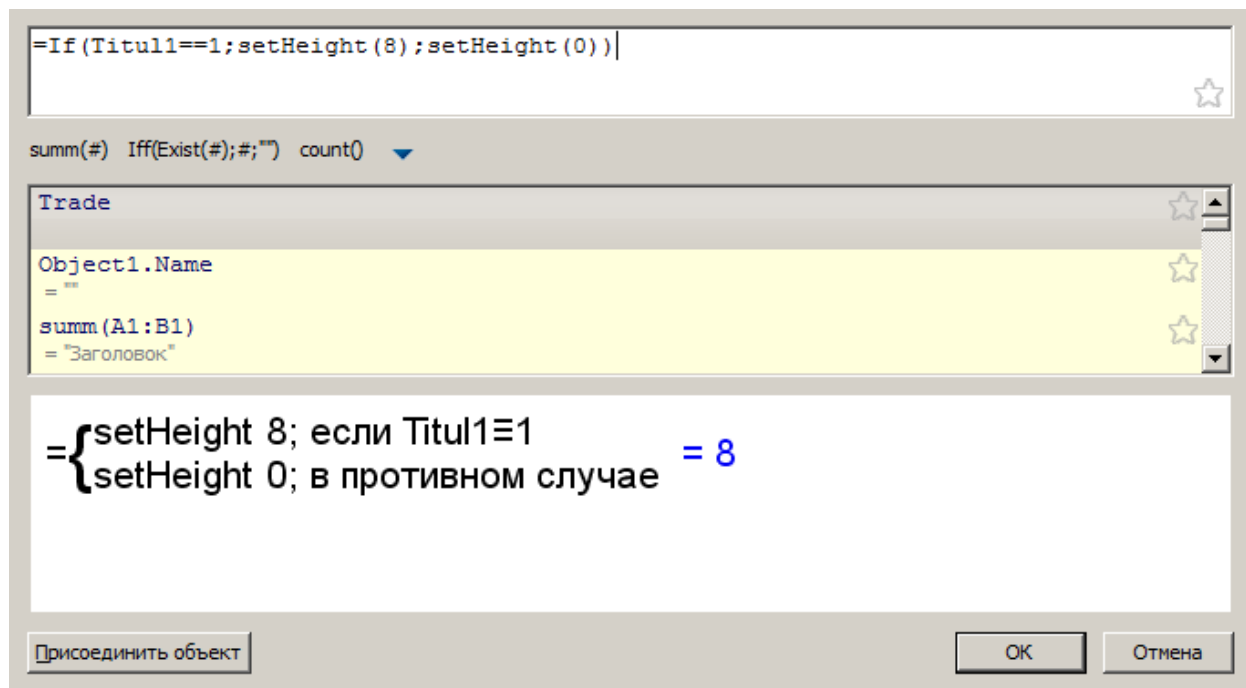 =If(Titul1==1;setHeight(8);setHeight(0))
summ(#) Iff(Exist(#);#;"") count()
Trade
Object1.Name
= ""
summ(A1:B1)
= "Заголовок"
={setHeight 8; если Titul1≡1
setHeight 0; в противном случае
= 8
Присоединить объект
OK
Отмена